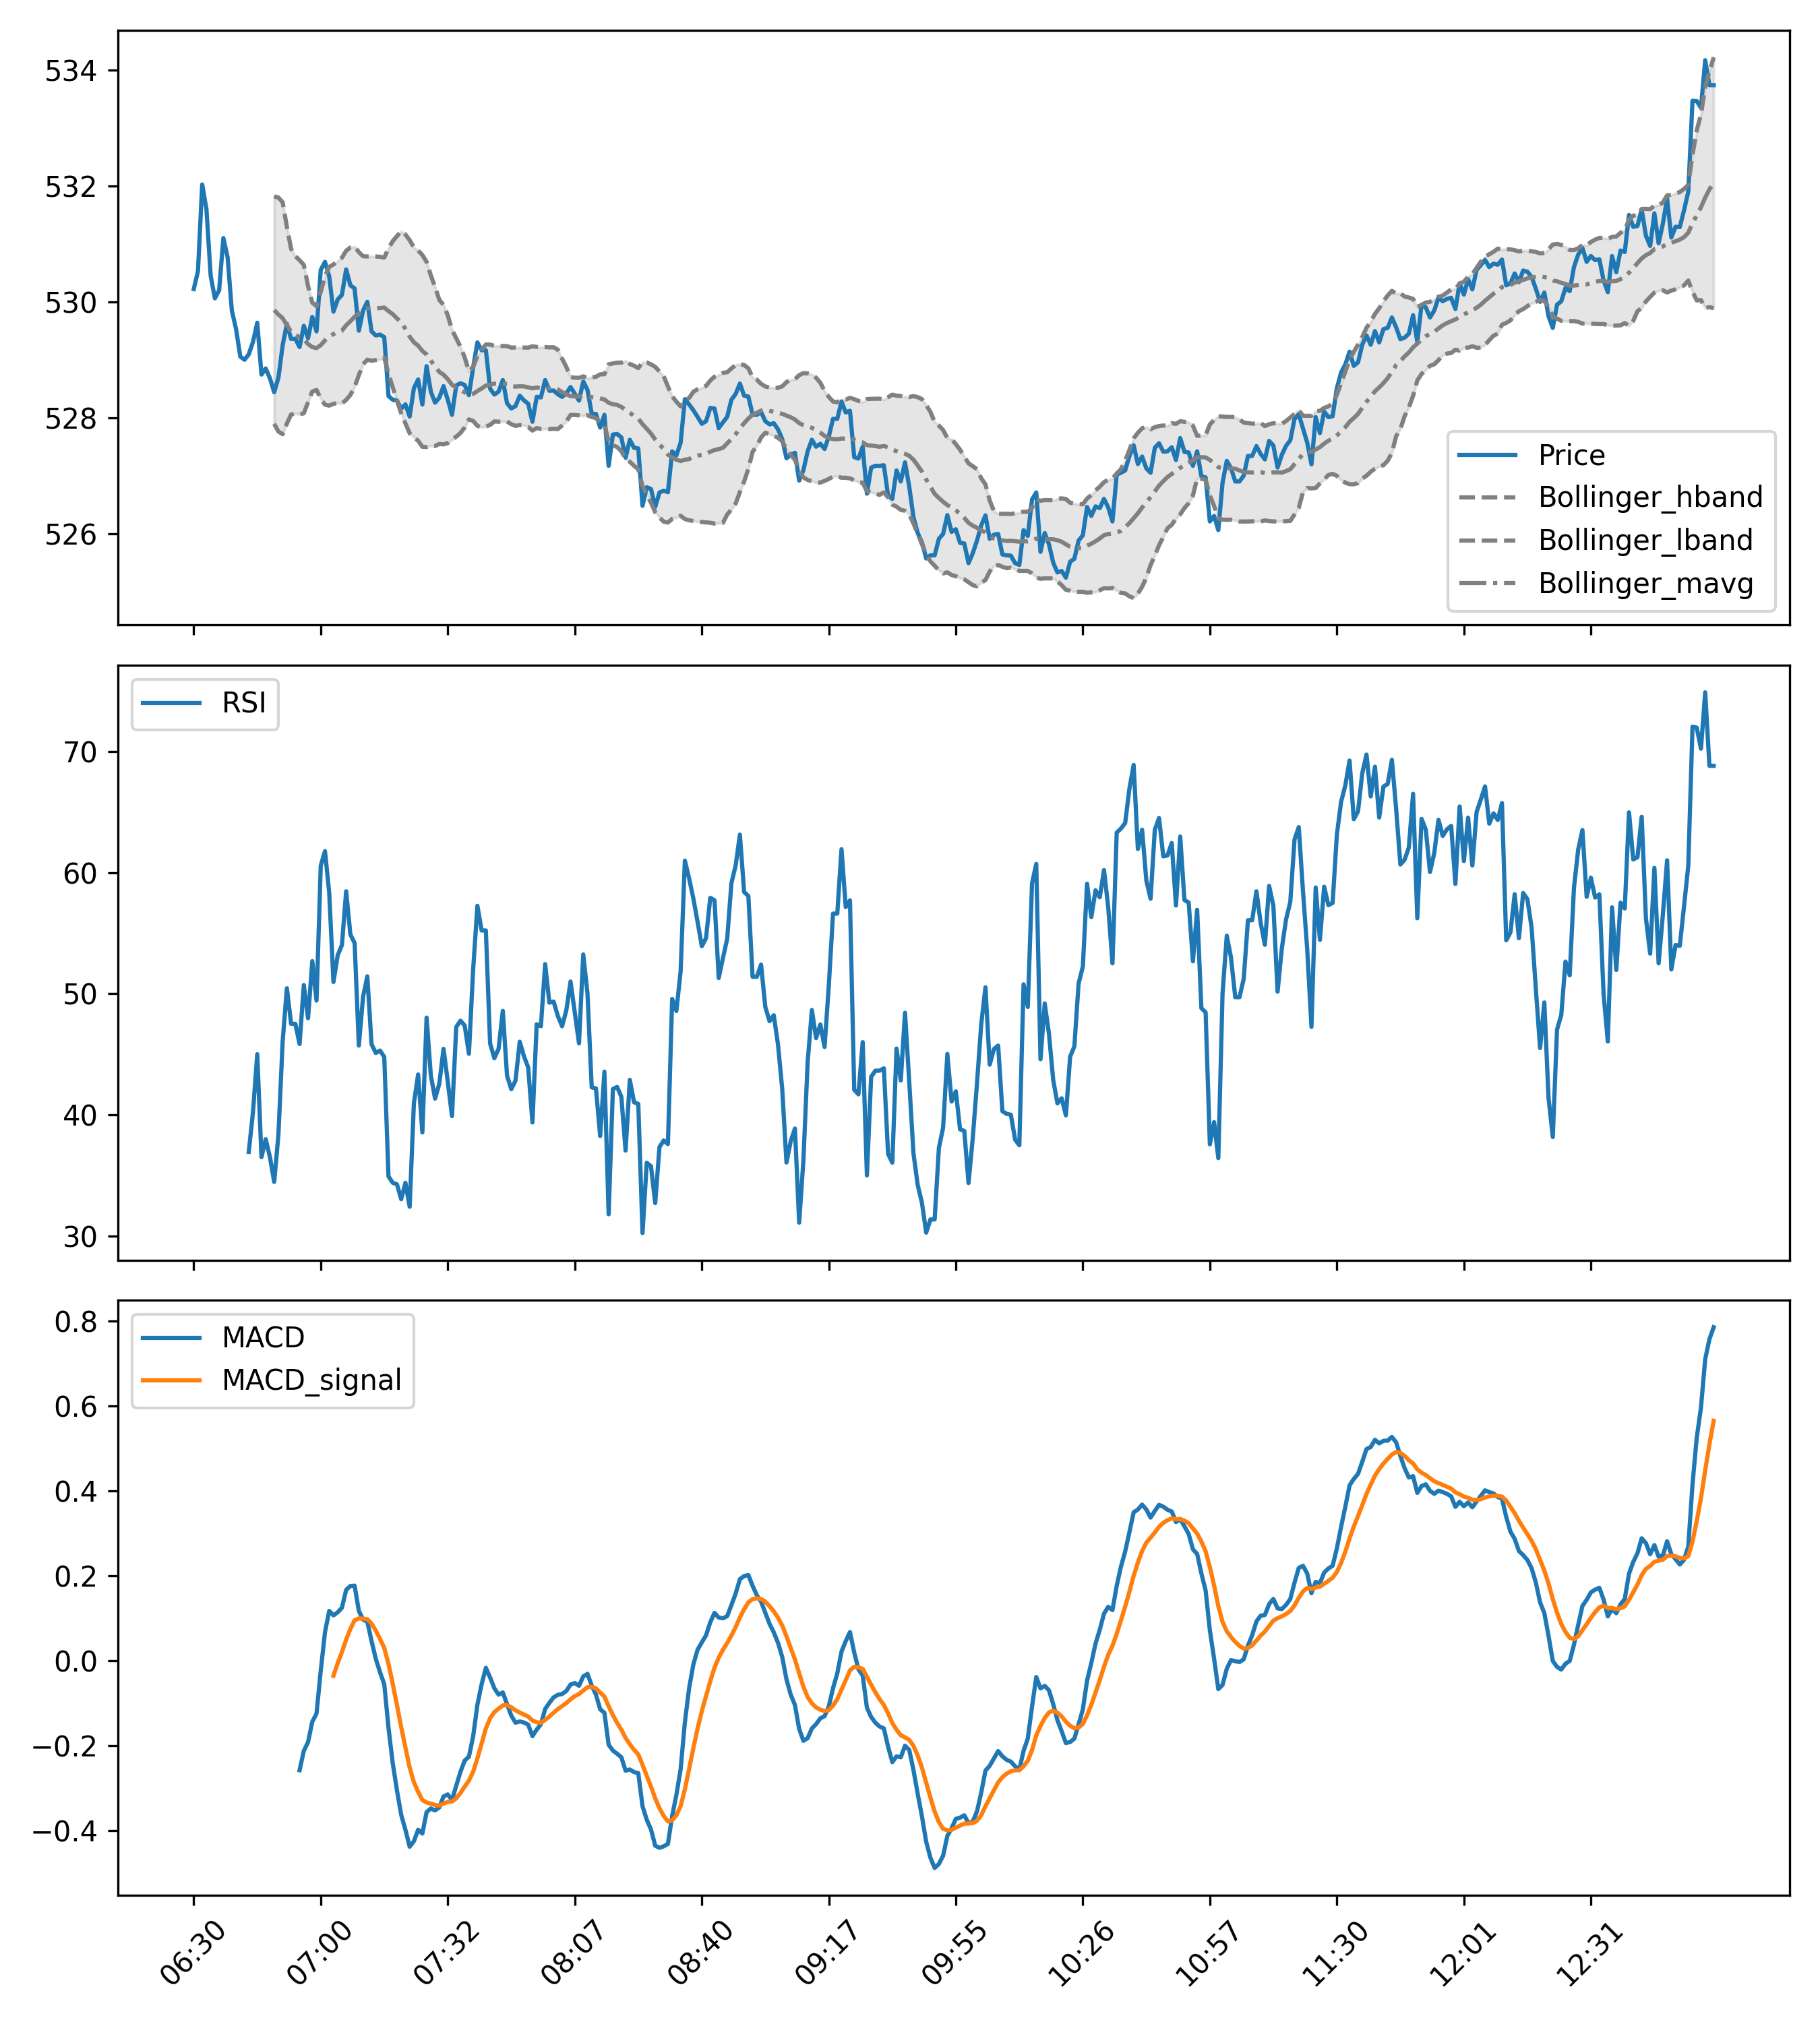 534
532
530
528
526
Price
Bollinger_hband
Bollinger_lband
Bollinger_mavg
RSI
70
60
50
40
30
MACD
MACD_signal
0.8
0.6
0.4
0.2
0.0
−0.2
−0.4
06:30 07:00 07:32 08:07 08:40 09:17 09:55 10:26 10:57 11:30 12:01 12:31